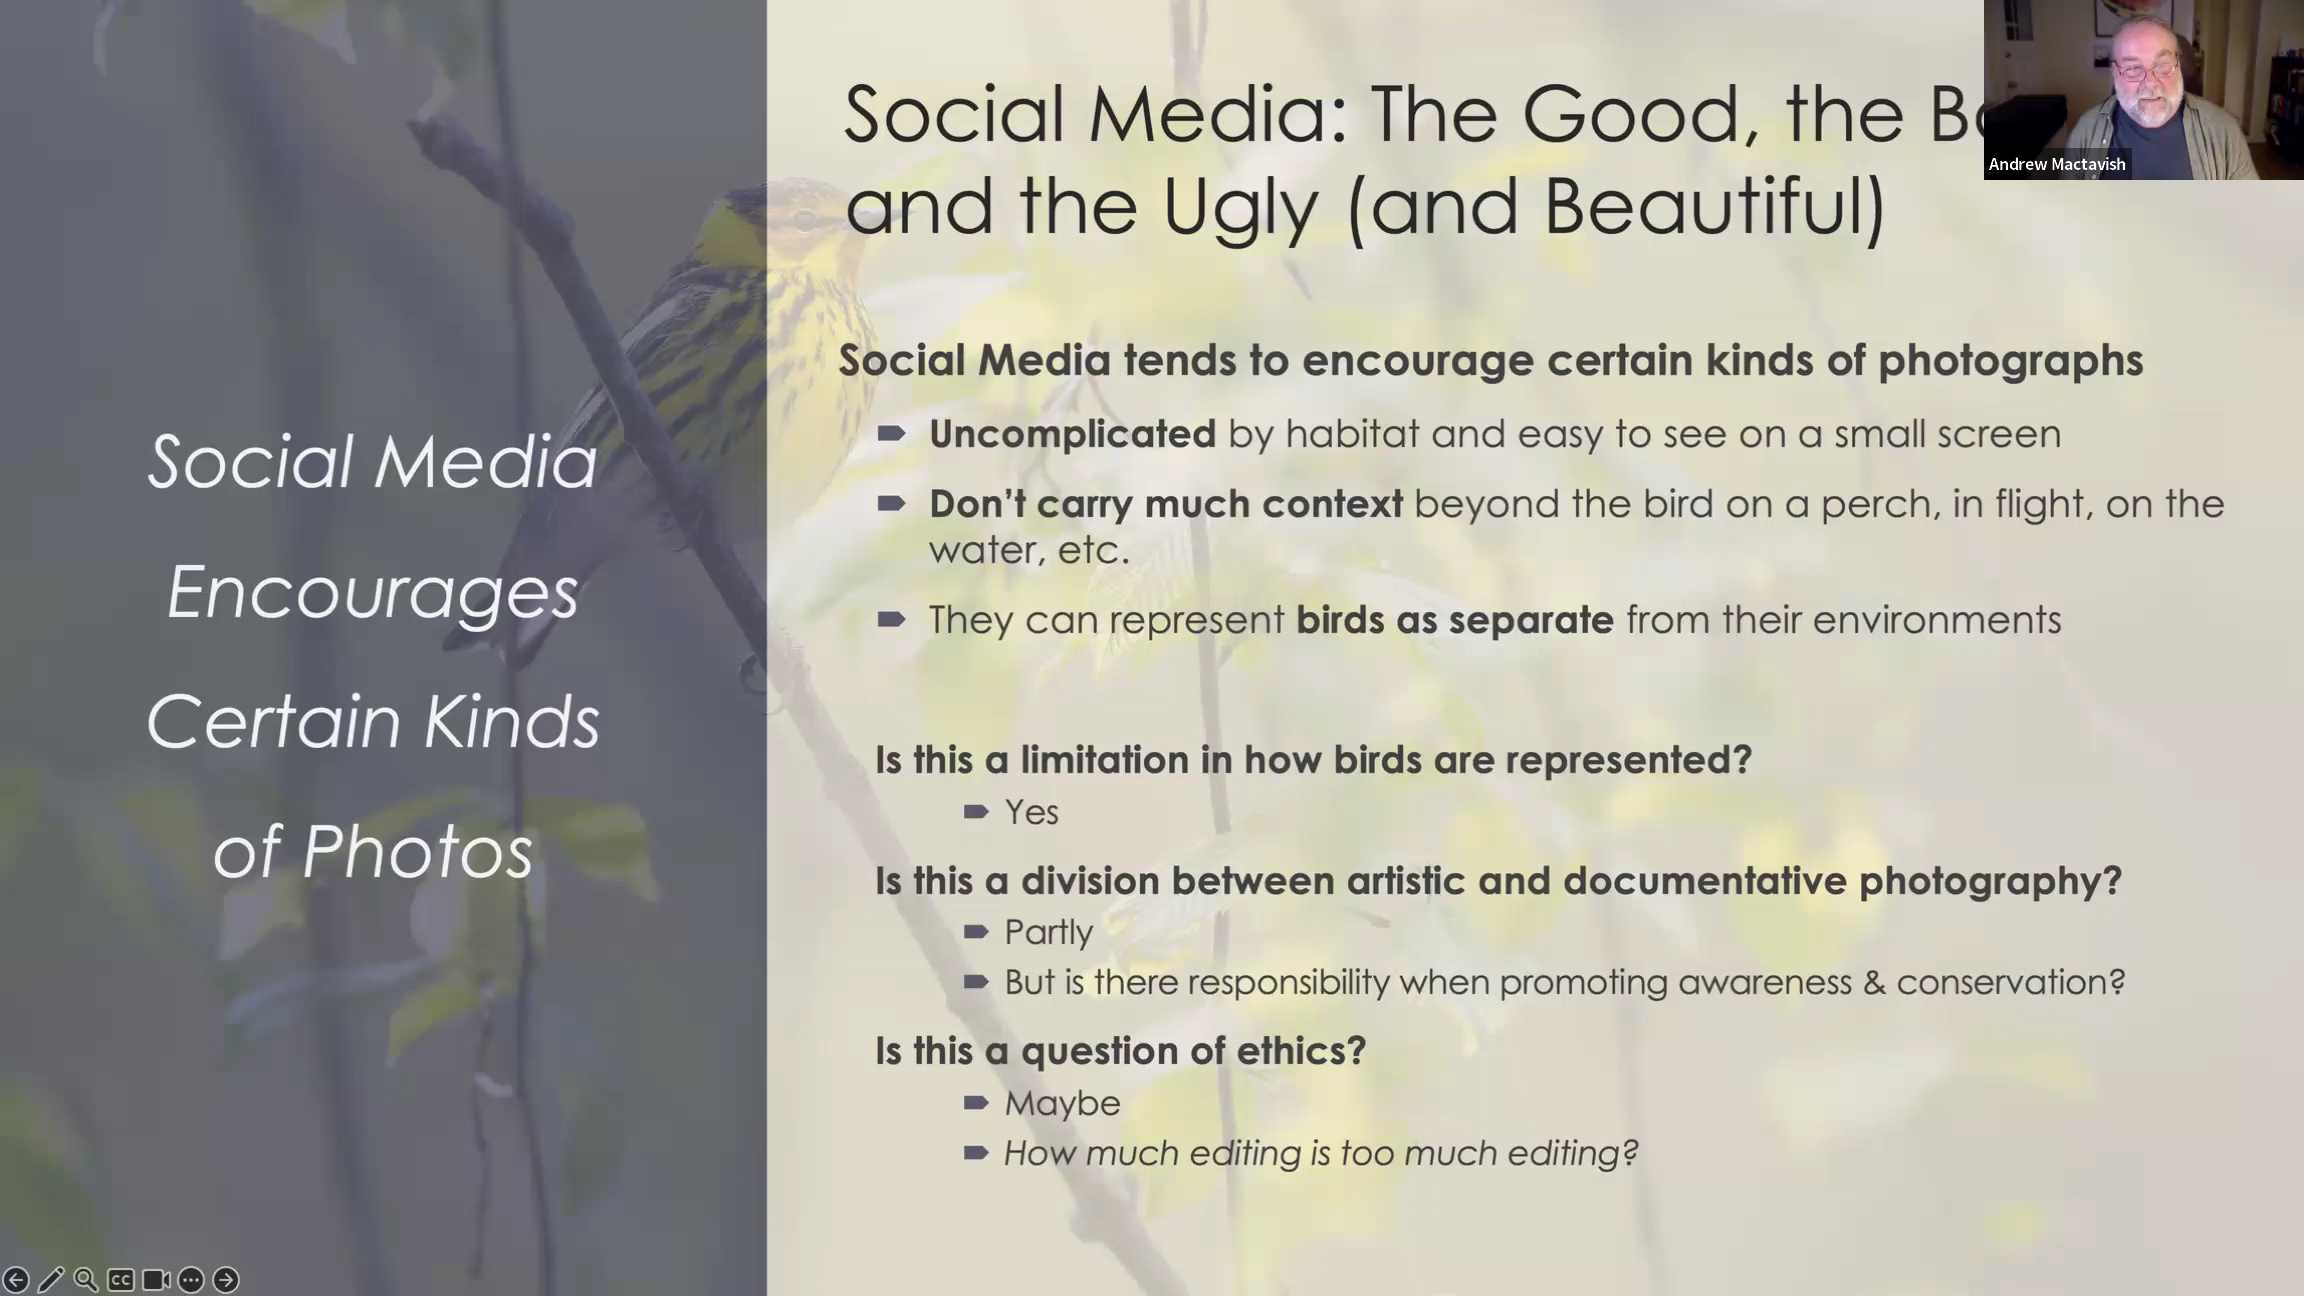 Social Media: The Good, the
and the Ugly (and Beautiful)
Andrew Mactavish
Social Media
Encourages
Certain Kinds
of Photos
Social Media tends to encourage certain kinds of photographs
Uncomplicated by habitat and easy to see on a small screen
Don't carry much context beyond the bird on a perch, in flight, on the
water, etc.
They can represent birds as separate from their environments
Is this a limitation in how birds are represented?
Yes
Is this a division between artistic and documentative photography?
Partly
But is there responsibility when promoting awareness & conservation?
Is this a question of ethics?
Maybe
How much editing is too much editing?
CC